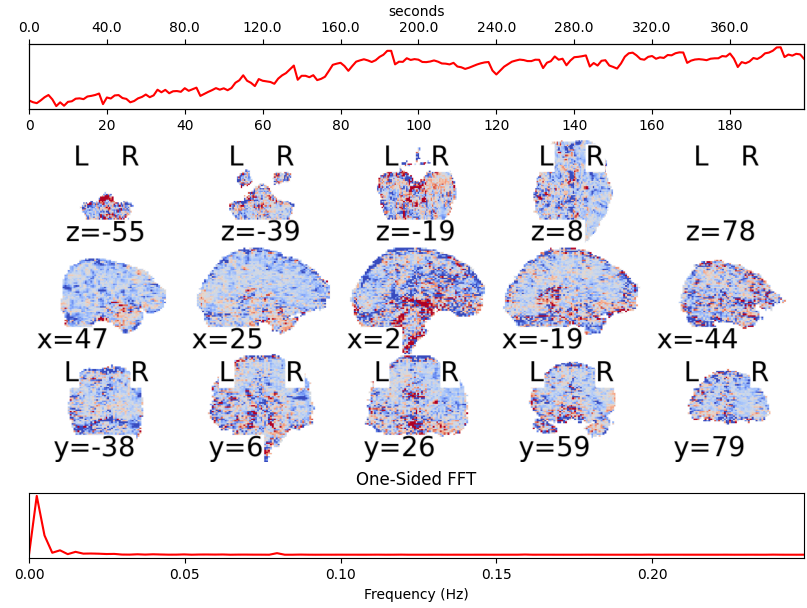 seconds
0.0 40.0 80.0 120.0 160.0 200.0 240.0 280.0 320.0 360.0
0 20 40 60 80 100 120 140 160 180
L R L R L R L R L R
z=-55 z=-39 z=-19 z=8 z=78
x=47 x=25 x=2 x=-19 x=-44
L R L R L R L R L R
y=-38 y=6 y=26 y=59 y=79
One-Sided FFT
0.00 0.05 0.10 0.15 0.20
Frequency (Hz)